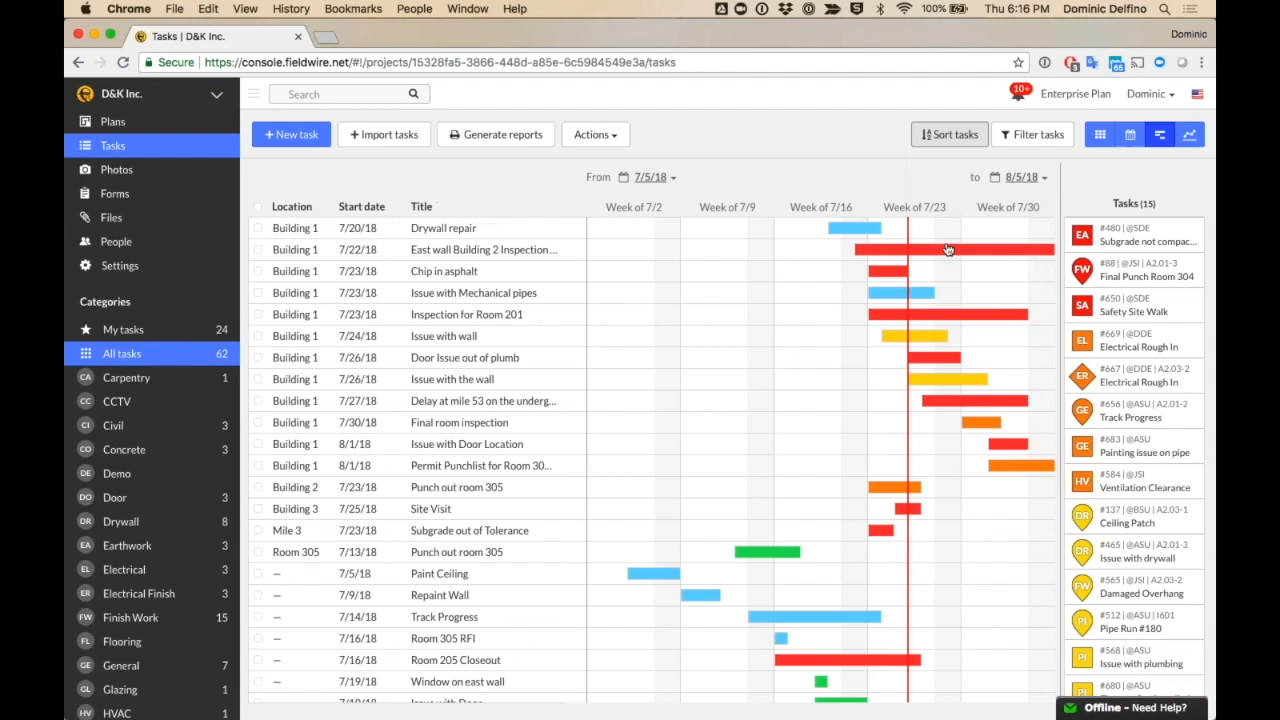 Chrome File Edit View History Bookmarks People Window Help 100% Thu 6:16 PM Dominic Delfino
Tasks | D&K Inc. Dominic
Secure https://console.fieldwire.net/#!/projects/15328fa5-3866-448d-a85e-6c5984549e3a/tasks
D&K Inc. Search 10+ Enterprise Plan Dominic
Plans
Tasks
Photos
Forms
Files
People
Settings
Categories
My tasks 24
All tasks 62
CA Carpentry 1
CC CCTV
CI Civil 3
CO Concrete 3
DE Demo
DO Door 3
DR Drywall 8
EA Earthwork 3
EL Electrical 3
ER Electrical Finish 3
FW Finish Work 15
FL Flooring
GE General 7
GL Glazing 1
HVAC 1
+ New task + Import tasks Generate reports Actions Sort tasks Filter tasks
From 7/5/18 to 8/5/18
Location Start date Title Week of 7/2 Week of 7/9 Week of 7/16 Week of 7/23 Week of 7/30
Building 1 7/20/18 Drywall repair
Building 1 7/22/18 East wall Building 2 Inspection ...
Building 1 7/23/18 Chip in asphalt
Building 1 7/23/18 Issue with Mechanical pipes
Building 1 7/23/18 Inspection for Room 201
Building 1 7/24/18 Issue with wall
Building 1 7/26/18 Door Issue out of plumb
Building 1 7/26/18 Issue with the wall
Building 1 7/27/18 Delay at mile 53 on the underg...
Building 1 7/30/18 Final room inspection
Building 1 8/1/18 Issue with Door Location
Building 1 8/1/18 Permit Punchlist for Room 30...
Building 2 7/23/18 Punch out room 305
Building 3 7/25/18 Site Visit
Mile 3 7/23/18 Subgrade out of Tolerance
Room 305 7/13/18 Punch out room 305
— 7/5/18 Paint Ceiling
— 7/9/18 Repaint Wall
— 7/14/18 Track Progress
— 7/16/18 Room 305 RFI
— 7/16/18 Room 205 Closeout
— 7/19/18 Window on east wall
Tasks (15)
EA #480 | @SDE
Subgrade not compac...
FW #88 | @JSI | A2.01-3
Final Punch Room 304
SA #650 | @SDE
Safety Site Walk
EL #669 | @DDE
Electrical Rough In
ER #667 | @DDE | A2.03-2
Electrical Rough In
GE #656 | @ASU | A2.01-2
Track Progress
GE #683 | @ASU
Painting issue on pipe
HV #584 | @JSI
Ventilation Clearance
DR #137 | @BSU | A2.03-1
Ceiling Patch
DR #465 | @ASU | A2.01-3
Issue with drywall
FW #565 | @JSI | A2.03-2
Damaged Overhang
PI #512 | @ASU | I601
Pipe Run #180
PI #568 | @ASU
Issue with plumbing
PI #680 | @ASU
Offline - Need Help?